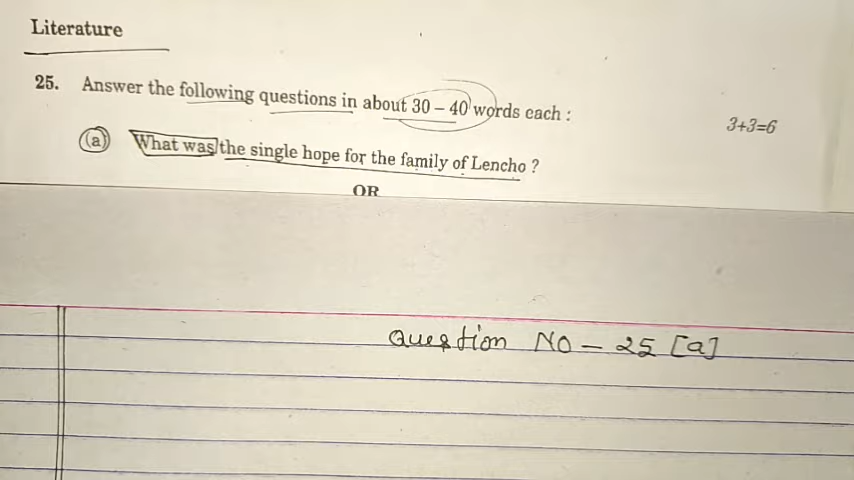 Literature
25. Answer the following questions in about 30 – 40 words each :
3+3=6
(a) What was the single hope for the family of Lencho ?
OR
Question NO – 25 [a]